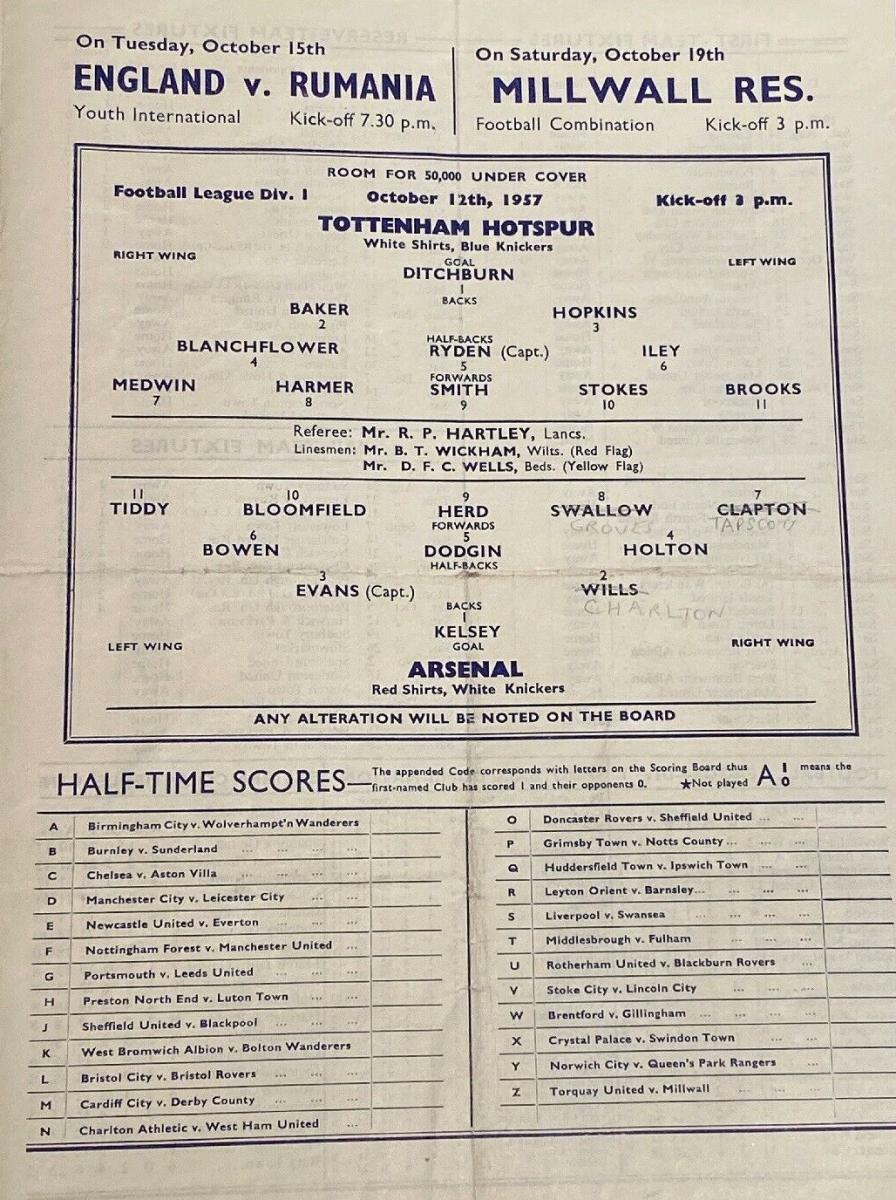 On Tuesday, October 15th
ENGLAND v. RUMANIA
Youth International Kick-off 7.30 p.m.
On Saturday, October 19th
MILLWALL RES.
Football Combination Kick-off 3 p.m.
ROOM FOR 50,000 UNDER COVER
Football League Div. I October 12th, 1957 Kick-off 3 p.m.
TOTTENHAM HOTSPUR
White Shirts, Blue Knickers
RIGHT WING GOAL LEFT WING
DITCHBURN
1
BACKS
BAKER HOPKINS
2 3
HALF-BACKS
BLANCHFLOWER RYDEN (Capt.) ILEY
4 5 6
FORWARDS
MEDWIN HARMER SMITH STOKES BROOKS
7 8 9 10 11
Referee: Mr. R. P. HARTLEY, Lancs.
Linesmen: Mr. B. T. WICKHAM, Wilts. (Red Flag)
Mr. D. F. C. WELLS, Beds. (Yellow Flag)
11 10 9 8 7
TIDDY BLOOMFIELD HERD SWALLOW CLAPTON
FORWARDS GROVES TAPSCOTT
6 5 4
BOWEN DODGIN HOLTON
HALF-BACKS
3 2
EVANS (Capt.) WILLS
BACKS CHARLTON
1
KELSEY
LEFT WING GOAL RIGHT WING
ARSENAL
Red Shirts, White Knickers
ANY ALTERATION WILL BE NOTED ON THE BOARD
HALF-TIME SCORES—The appended Code corresponds with letters on the Scoring Board thus A 1 0 means the
first-named Club has scored 1 and their opponents 0. ★Not played
A Birmingham City v. Wolverhampt'n Wanderers
B Burnley v. Sunderland ... ... ...
C Chelsea v. Aston Villa ... ... ...
D Manchester City v. Leicester City ... ...
E Newcastle United v. Everton ... ...
F Nottingham Forest v. Manchester United ...
G Portsmouth v. Leeds United ... ...
H Preston North End v. Luton Town ... ...
J Sheffield United v. Blackpool ... ... ...
K West Bromwich Albion v. Bolton Wanderers
L Bristol City v. Bristol Rovers ... ... ...
M Cardiff City v. Derby County ... ... ...
N Charlton Athletic v. West Ham United ...
O Doncaster Rovers v. Sheffield United ... ...
P Grimsby Town v. Notts County ... ... ...
Q Huddersfield Town v. Ipswich Town ... ...
R Leyton Orient v. Barnsley... ... ...
S Liverpool v. Swansea ... ... ...
T Middlesbrough v. Fulham ... ...
U Rotherham United v. Blackburn Rovers ...
V Stoke City v. Lincoln City ... ... ...
W Brentford v. Gillingham ... ... ...
X Crystal Palace v. Swindon Town ... ...
Y Norwich City v. Queen's Park Rangers ...
Z Torquay United v. Millwall ... ... ...